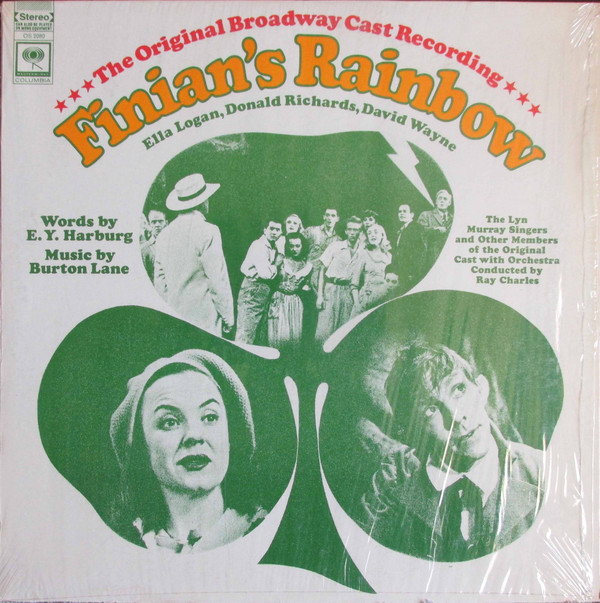 Stereo
OS 2080
COLUMBIA
★★★The Original Broadway Cast Recording★★★
Finian's Rainbow
Ella Logan, Donald Richards, David Wayne
Words by
E. Y. Harburg
Music by
Burton Lane
The Lyn
Murray Singers
and Other Members
of the Original
Cast with Orchestra
Conducted by
Ray Charles